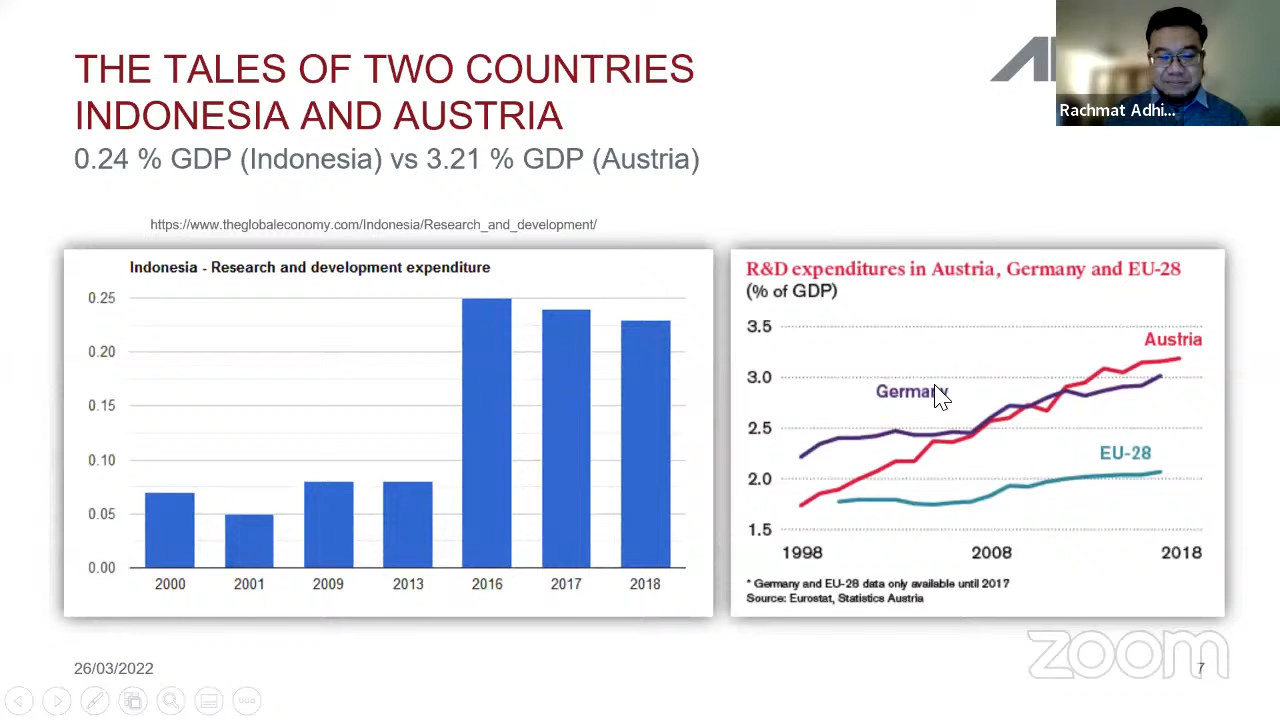 THE TALES OF TWO COUNTRIES
INDONESIA AND AUSTRIA
0.24 % GDP (Indonesia) vs 3.21 % GDP (Austria)
Rachmat Adhi...
https://www.theglobaleconomy.com/Indonesia/Research_and_development/
Indonesia - Research and development expenditure
0.25
0.20
0.15
0.10
0.05
0.00
2000 2001 2009 2013 2016 2017 2018
R&D expenditures in Austria, Germany and EU-28
(% of GDP)
3.5
Austria
3.0
Germany
2.5
EU-28
2.0
1.5
1998 2008 2018
* Germany and EU-28 data only available until 2017
Source: Eurostat, Statistics Austria
26/03/2022
zoom
7